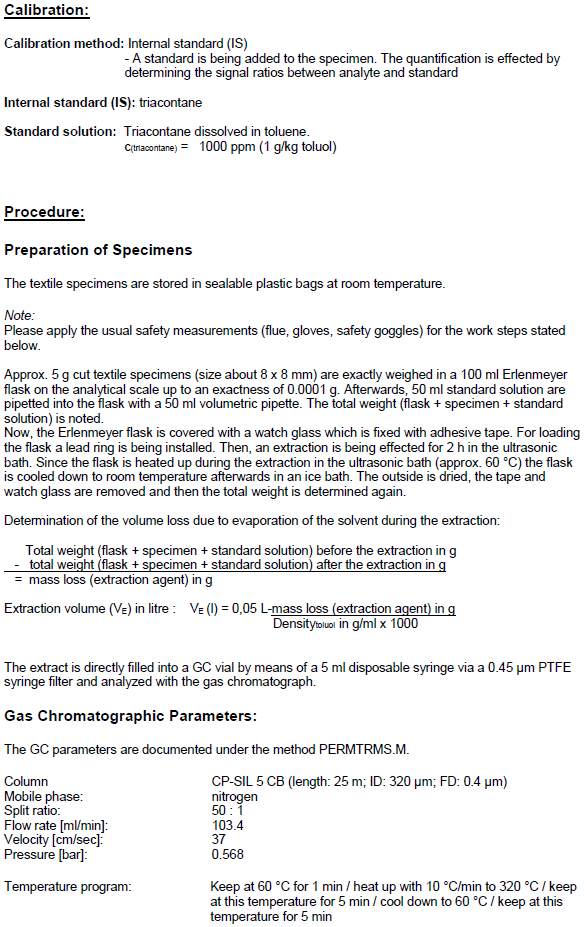 Calibration:
Calibration method: Internal standard (IS)
- A standard is being added to the specimen. The quantification is effected by
determining the signal ratios between analyte and standard
Internal standard (IS): triacontane
Standard solution: Triacontane dissolved in toluene.
C(triacontane) = 1000 ppm (1 g/kg toluol)
Procedure:
Preparation of Specimens
The textile specimens are stored in sealable plastic bags at room temperature.
Note:
Please apply the usual safety measurements (flue, gloves, safety goggles) for the work steps stated
below.
Approx. 5 g cut textile specimens (size about 8 x 8 mm) are exactly weighed in a 100 ml Erlenmeyer
flask on the analytical scale up to an exactness of 0.0001 g. Afterwards, 50 ml standard solution are
pipetted into the flask with a 50 ml volumetric pipette. The total weight (flask + specimen + standard
solution) is noted.
Now, the Erlenmeyer flask is covered with a watch glass which is fixed with adhesive tape. For loading
the flask a lead ring is being installed. Then, an extraction is being effected for 2 h in the ultrasonic
bath. Since the flask is heated up during the extraction in the ultrasonic bath (approx. 60 °C) the flask
is cooled down to room temperature afterwards in an ice bath. The outside is dried, the tape and
watch glass are removed and then the total weight is determined again.
Determination of the volume loss due to evaporation of the solvent during the extraction:
Total weight (flask + specimen + standard solution) before the extraction in g
- total weight (flask + specimen + standard solution) after the extraction in g
= mass loss (extraction agent) in g
Extraction volume (VE) in litre : VE (l) = 0,05 L-mass loss (extraction agent) in g
Densitytoluol in g/ml x 1000
The extract is directly filled into a GC vial by means of a 5 ml disposable syringe via a 0.45 µm PTFE
syringe filter and analyzed with the gas chromatograph.
Gas Chromatographic Parameters:
The GC parameters are documented under the method PERMTRMS.M.
Column CP-SIL 5 CB (length: 25 m; ID: 320 µm; FD: 0.4 µm)
Mobile phase: nitrogen
Split ratio: 50 : 1
Flow rate [ml/min]: 103.4
Velocity [cm/sec]: 37
Pressure [bar]: 0.568
Temperature program: Keep at 60 °C for 1 min / heat up with 10 °C/min to 320 °C / keep
at this temperature for 5 min / cool down to 60 °C / keep at this
temperature for 5 min